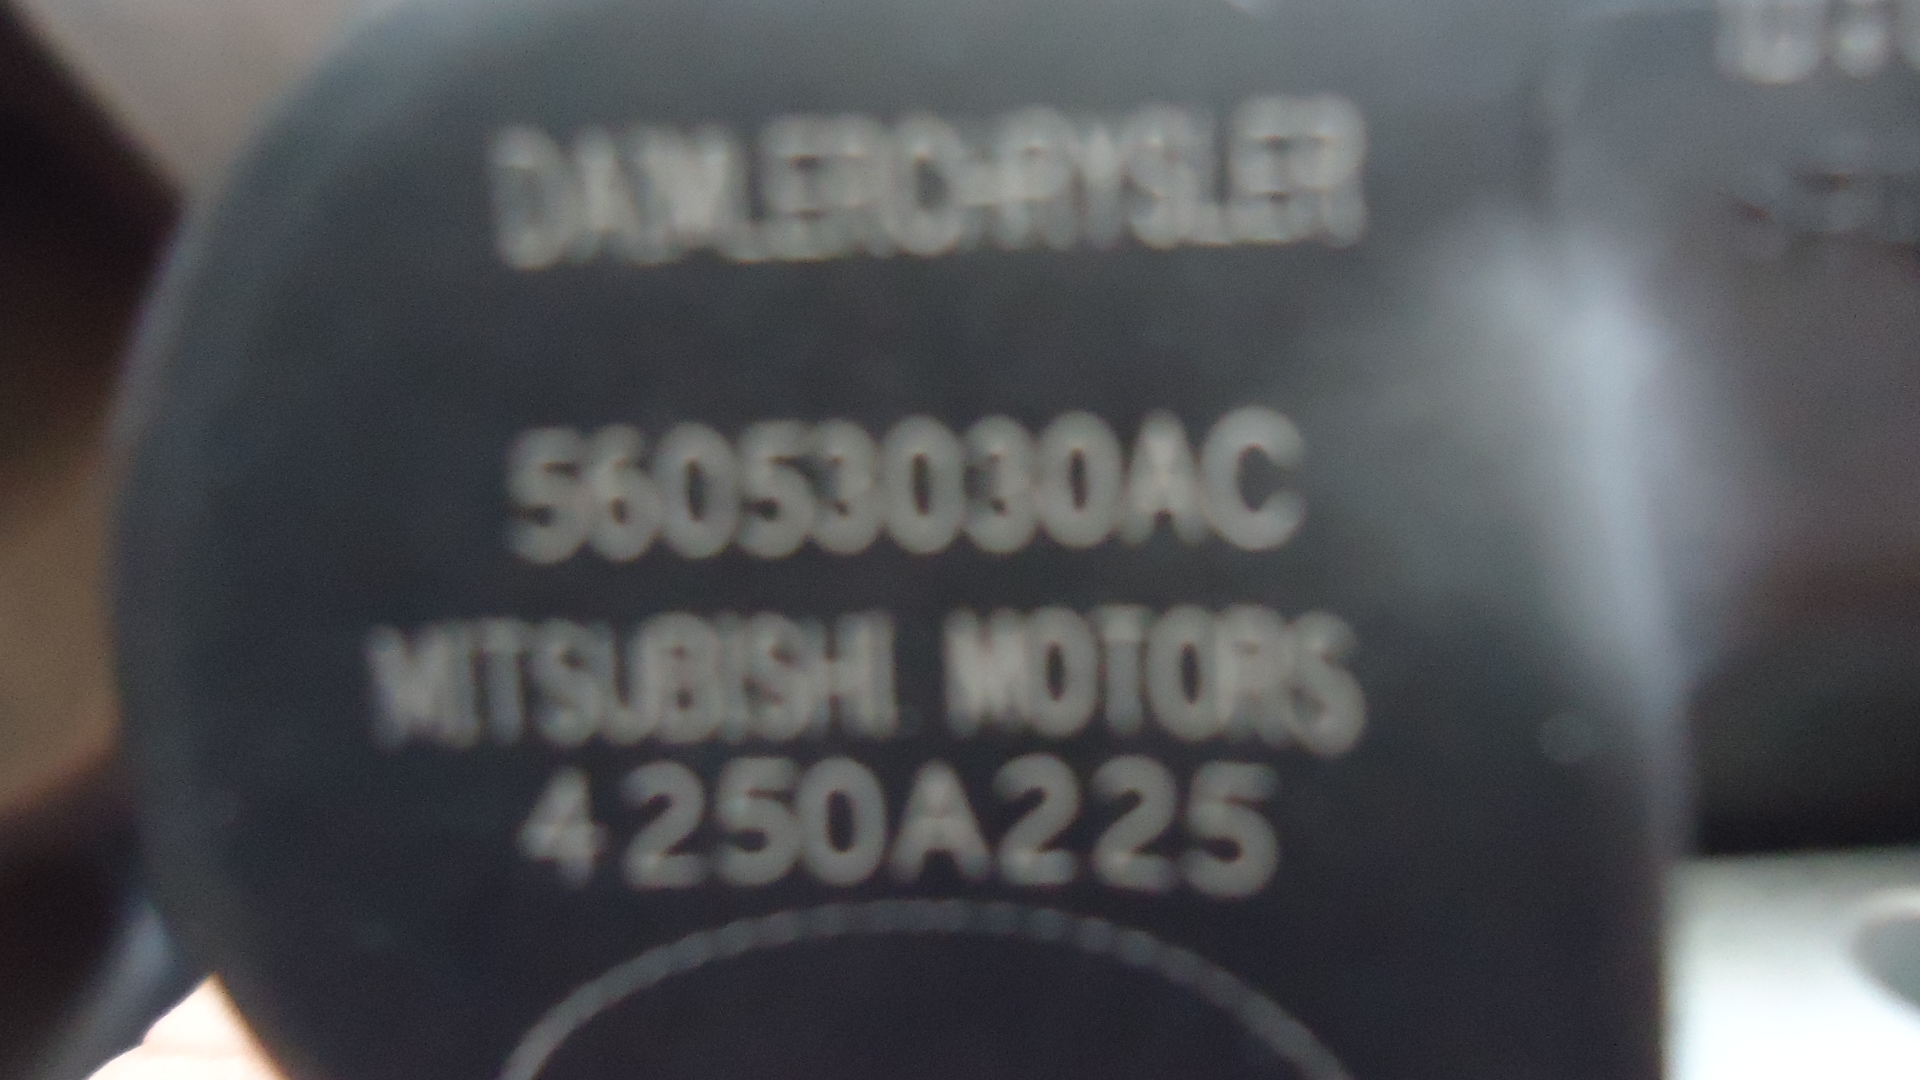 DAIMLERCHRYSLER
56053030AC
MITSUBISHI MOTORS
4250A225